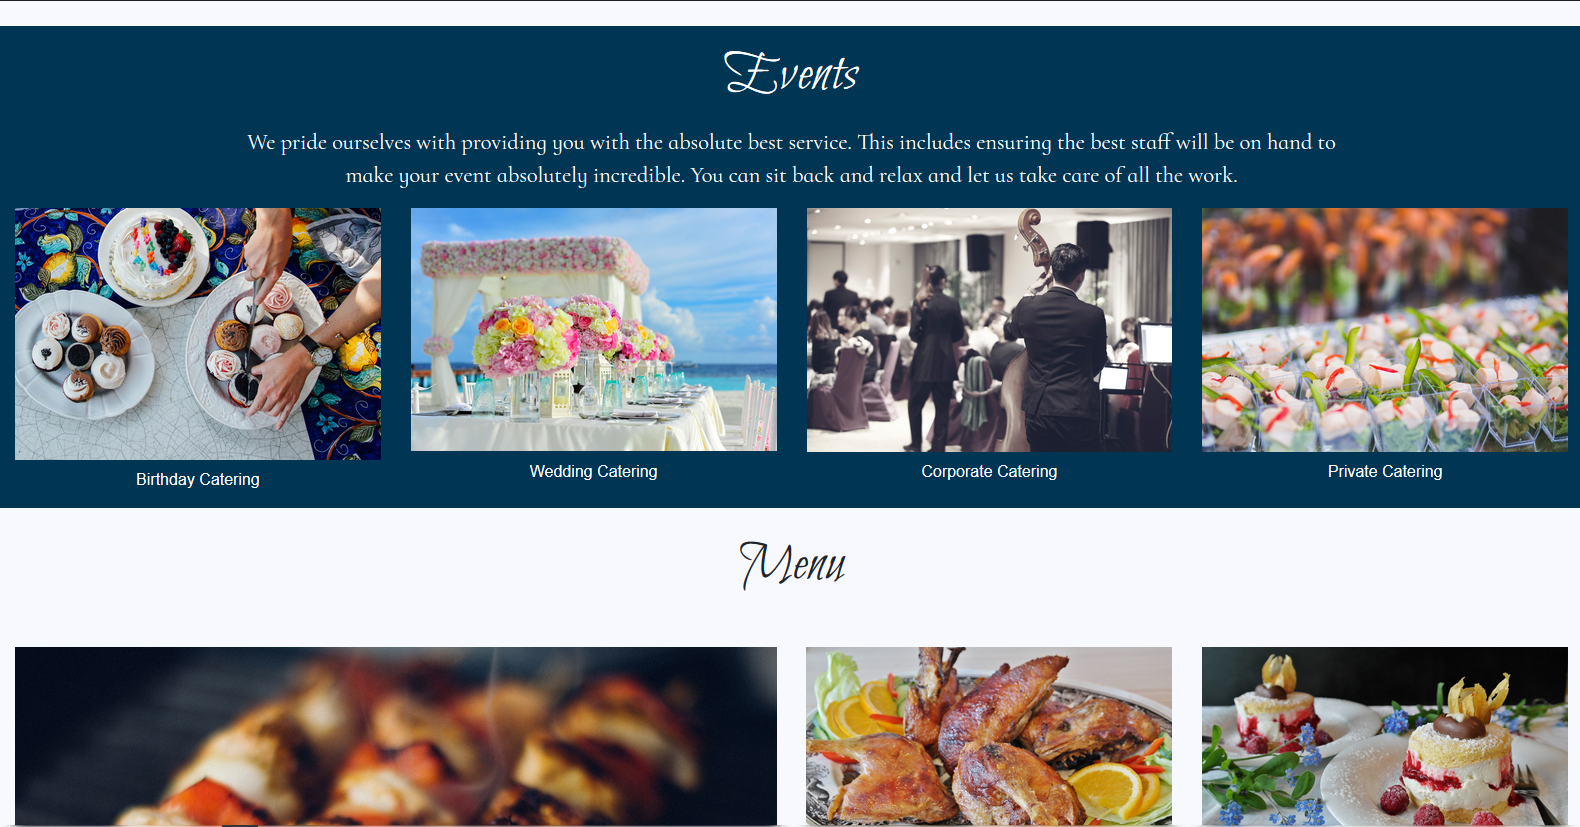 Events
We pride ourselves with providing you with the absolute best service. This includes ensuring the best staff will be on hand to
make your event absolutely incredible. You can sit back and relax and let us take care of all the work.
Birthday Catering
Wedding Catering
Corporate Catering
Private Catering
Menu